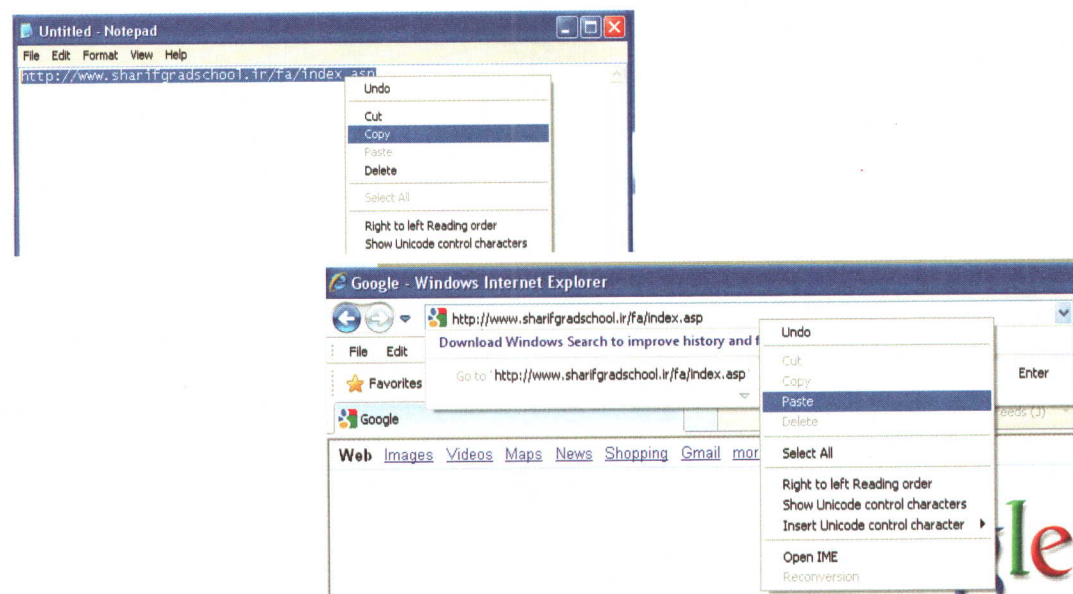 Untitled - Notepad
File Edit Format View Help
http://www.sharifgradschool.ir/fa/index.asp
Undo
Cut
Copy
Paste
Delete
Select All
Right to left Reading order
Show Unicode control characters
Google - Windows Internet Explorer
http://www.sharifgradschool.ir/fa/index.asp
Download Windows Search to improve history and f
File Edit
Go to 'http://www.sharifgradschool.ir/fa/index.asp'
Enter
Favorites
eeds (3)
Google
Web Images Videos Maps News Shopping Gmail mor
Undo
Cut
Copy
Paste
Delete
Select All
Right to left Reading order
Show Unicode control characters
Insert Unicode control character
Open IME
Reconversion
le